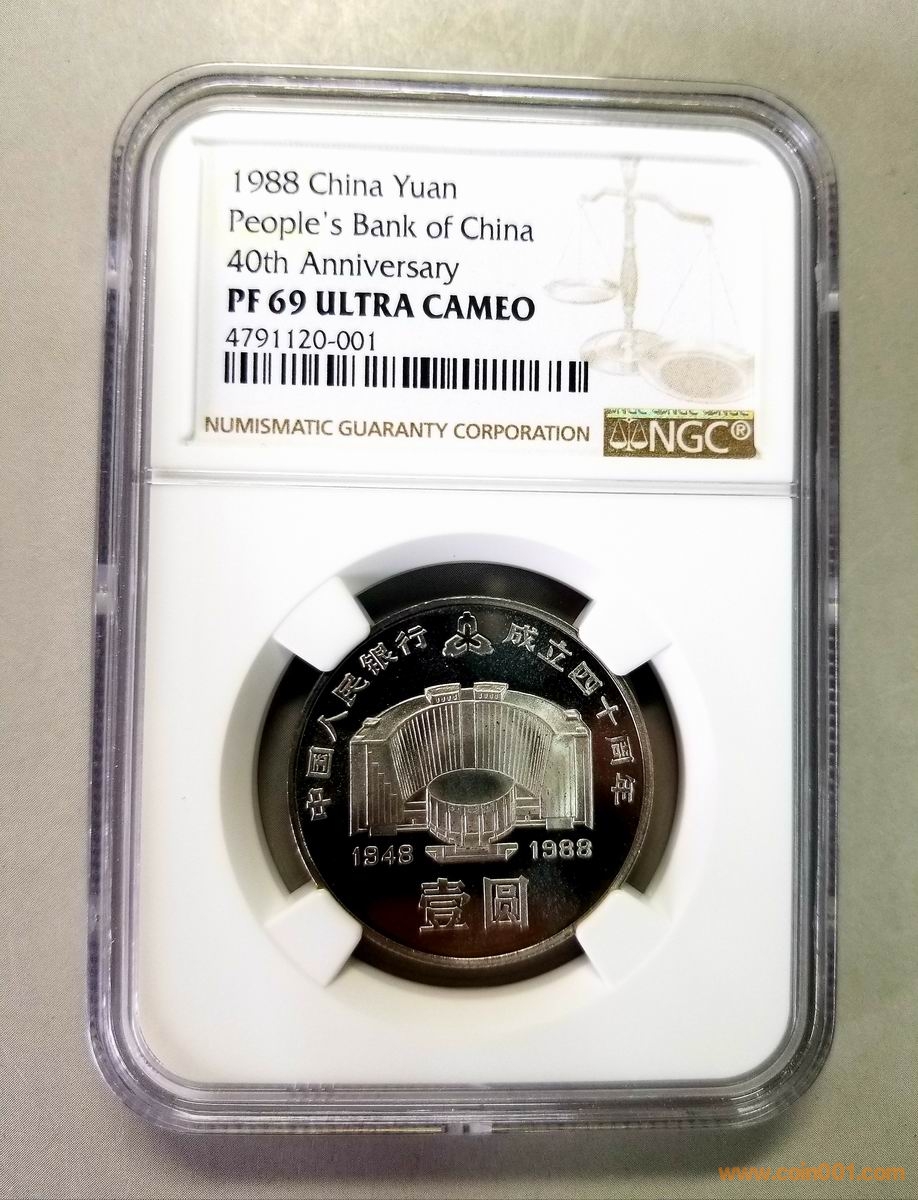 1988 China Yuan
People's Bank of China
40th Anniversary
PF 69 ULTRA CAMEO
4791120-001
NUMISMATIC GUARANTY CORPORATION
NGC®
中国人民银行 成立四十周年
1948 1988
壹圆
www.coin001.com